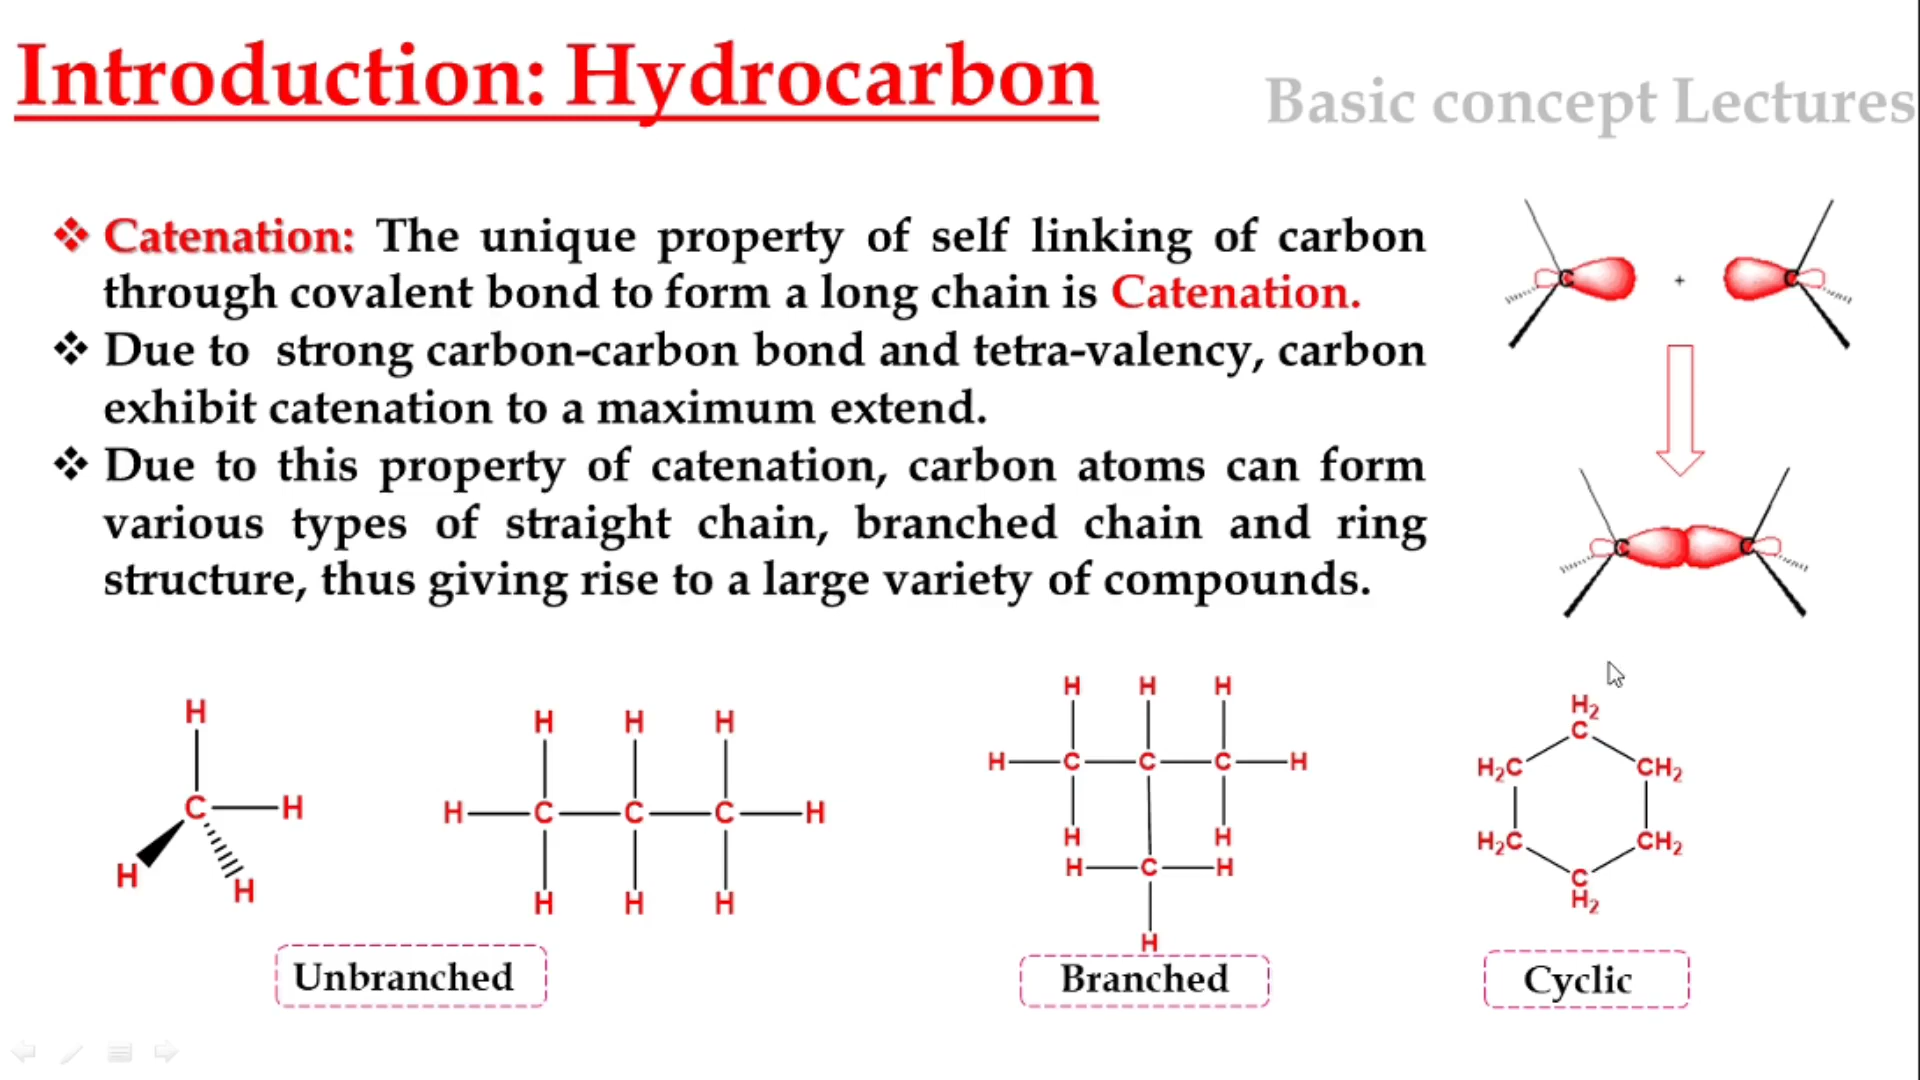 Introduction: Hydrocarbon
Basic concept Lectures
❖ Catenation: The unique property of self linking of carbon
through covalent bond to form a long chain is Catenation.
❖ Due to strong carbon-carbon bond and tetra-valency, carbon
exhibit catenation to a maximum extend.
❖ Due to this property of catenation, carbon atoms can form
various types of straight chain, branched chain and ring
structure, thus giving rise to a large variety of compounds.
C + C
C C
H
C H
H
H
H H H
H C C C H
H H H
H H H
H C C C H
H H
H C H
H
H₂
C
H₂C CH₂
H₂C CH₂
C
H₂
Unbranched
Branched
Cyclic